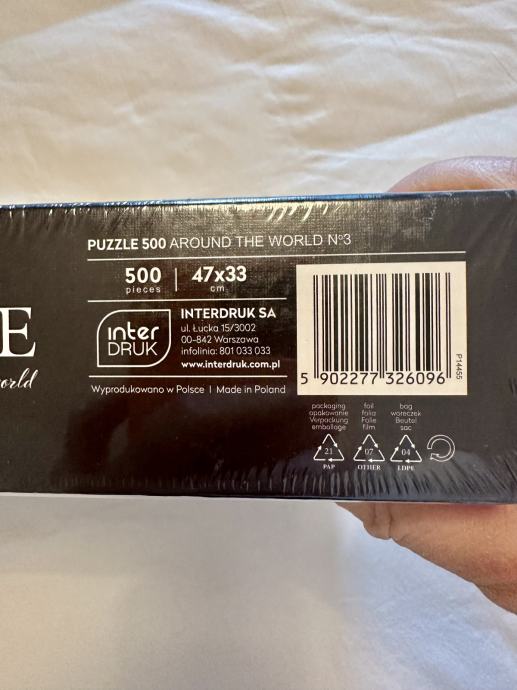 PUZZLE 500 AROUND THE WORLD Nº3
500 | 47x33
pieces cm
E
orld
inter
DRUK
INTERDRUK SA
ul. Łucka 15/3002
00-842 Warszawa
infolinia: 801 033 033
www.interdruk.com.pl
Wyprodukowano w Polsce | Made in Poland
5 902277 326096
P14455
packaging
opakowanie
Verpackung
emballage
21
PAP
foil
folia
Folie
film
07
OTHER
bag
woreczek
Beutel
sac
04
LDPE